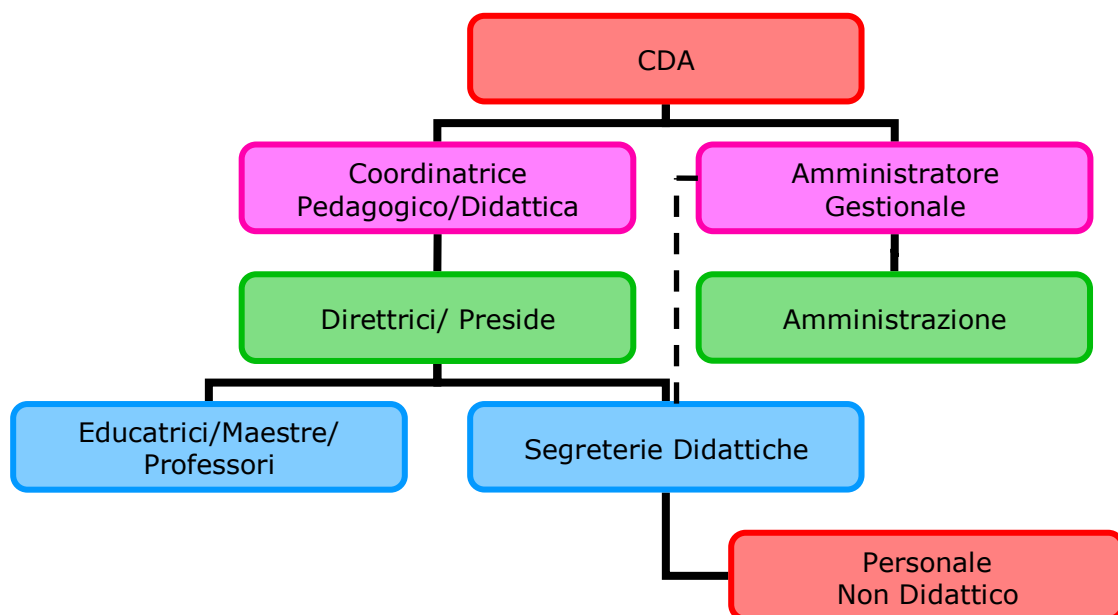 CDA
Coordinatrice
Pedagogico/Didattica
Amministratore
Gestionale
Direttrici/ Preside
Amministrazione
Educatrici/Maestre/
Professori
Segreterie Didattiche
Personale
Non Didattico